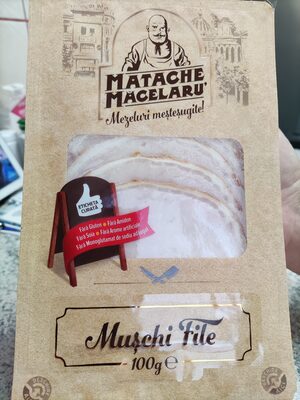 MATACHE
MĂCELARU'
Mezeluri meșteșugite!
ETICHETA
CURATĂ
Fără Gluten • Fără Amidon
Fără Soia • Fără Arome artificiale
Fără Monoglutamat de sodiu adăugat
Mușchi File
100g e